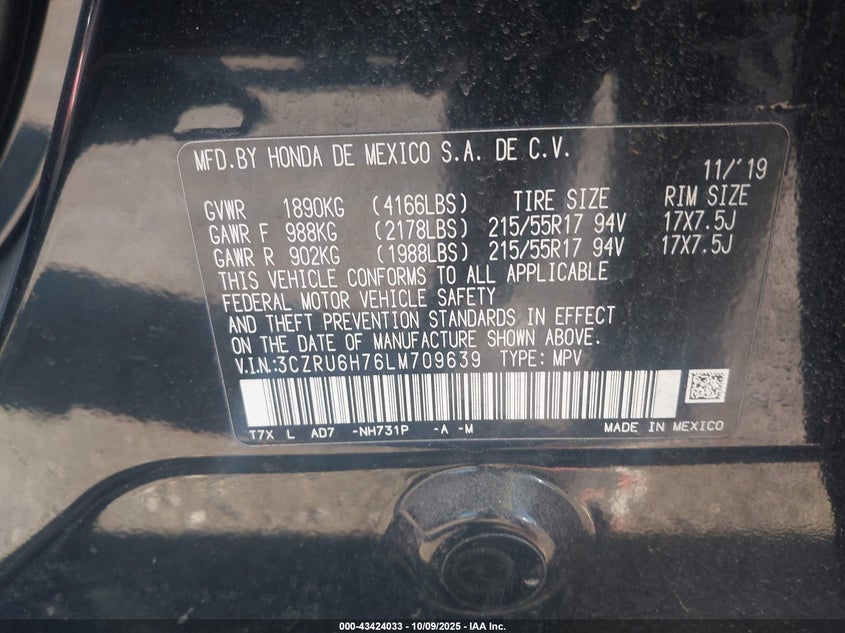 MFD.BY HONDA DE MEXICO S.A. DE C.V.
11/'19
GVWR 1890KG (4166LBS) TIRE SIZE RIM SIZE
GAWR F 988KG (2178LBS) 215/55R17 94V 17X7.5J
GAWR R 902KG (1988LBS) 215/55R17 94V 17X7.5J
THIS VEHICLE CONFORMS TO ALL APPLICABLE
FEDERAL MOTOR VEHICLE SAFETY
AND THEFT PREVENTION STANDARDS IN EFFECT
ON THE DATE OF MANUFACTURE SHOWN ABOVE.
V.I.N:3CZRU6H76LM709639 TYPE: MPV
T7X L AD7 -NH731P -A -M MADE IN MEXICO
000-43424033 - 10/09/2025 - IAA Inc.